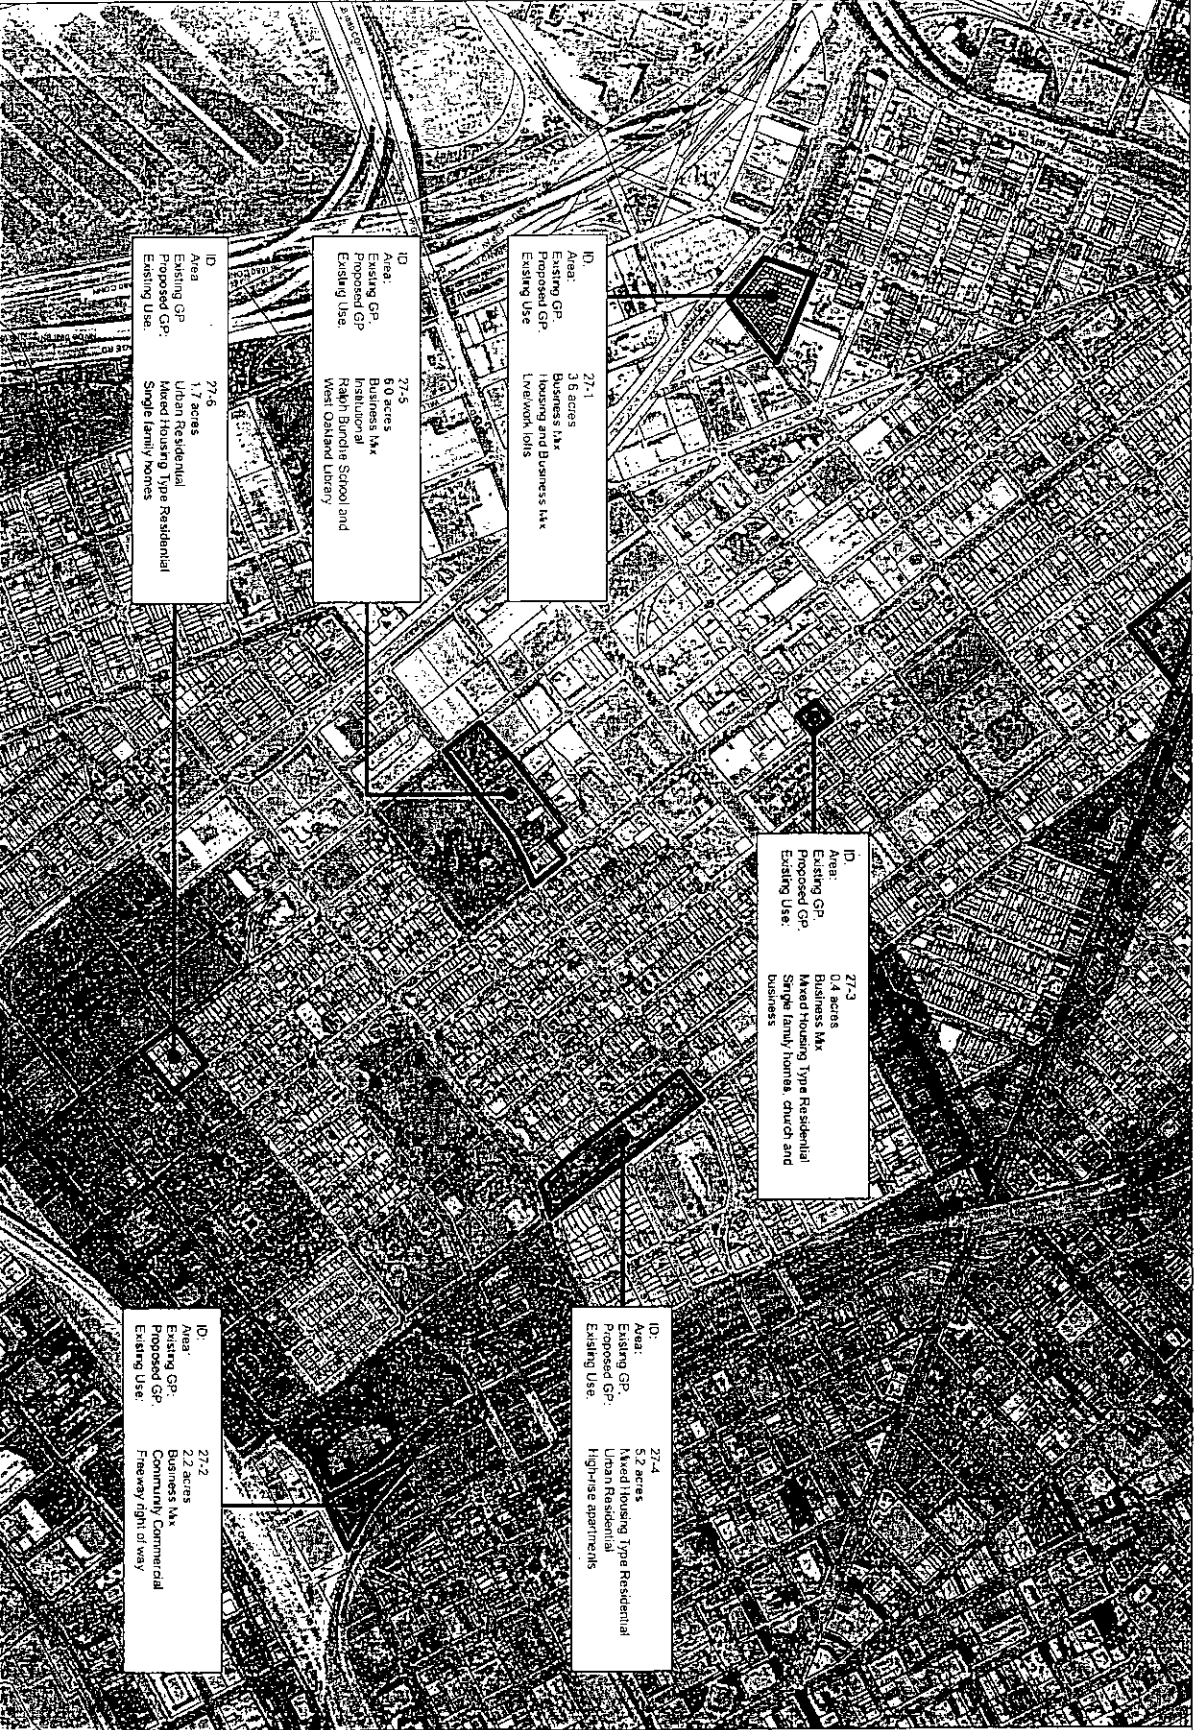 ID: 27-3
Area: 0.4 acres
Existing GP: Business Mix
Proposed GP: Mixed Housing Type Residential
Existing Use: Single family homes, church and
business
ID: 27-4
Area: 5.2 acres
Existing GP: Mixed Housing Type Residential
Proposed GP: Urban Residential
Existing Use: High-rise apartments
ID: 27-1
Area: 3.6 acres
Existing GP: Business Mix
Proposed GP: Housing and Business Mix
Existing Use Live/work lofts
ID 27-5
Area: 6.0 acres
Existing GP: Business Mix
Proposed GP Institutional
Existing Use. Ralph Bunche School and
West Oakland Library
ID 27-6
Area 1.7 acres
Existing GP Urban Residential
Proposed GP: Mixed Housing Type Residential
Existing Use. Single family homes
ID: 27-2
Area: 2.2 acres
Existing GP: Business Mix
Proposed GP. Community Commercial
Existing Use: Freeway right of way